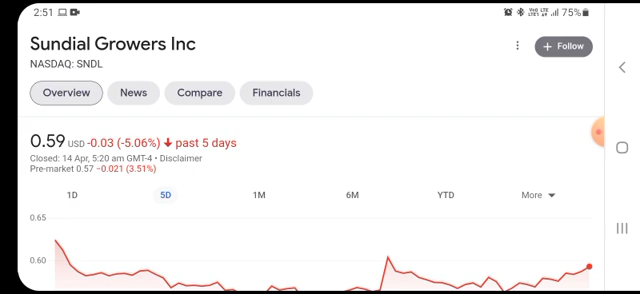 2:51 75%
Sundial Growers Inc
+ Follow
NASDAQ: SNDL
Overview News Compare Financials
0.59 USD -0.03 (-5.06%) past 5 days
Closed: 14 Apr, 5:20 am GMT-4 • Disclaimer
Pre-market 0.57 -0.021 (3.51%)
1D 5D 1M 6M YTD More
0.65
0.60